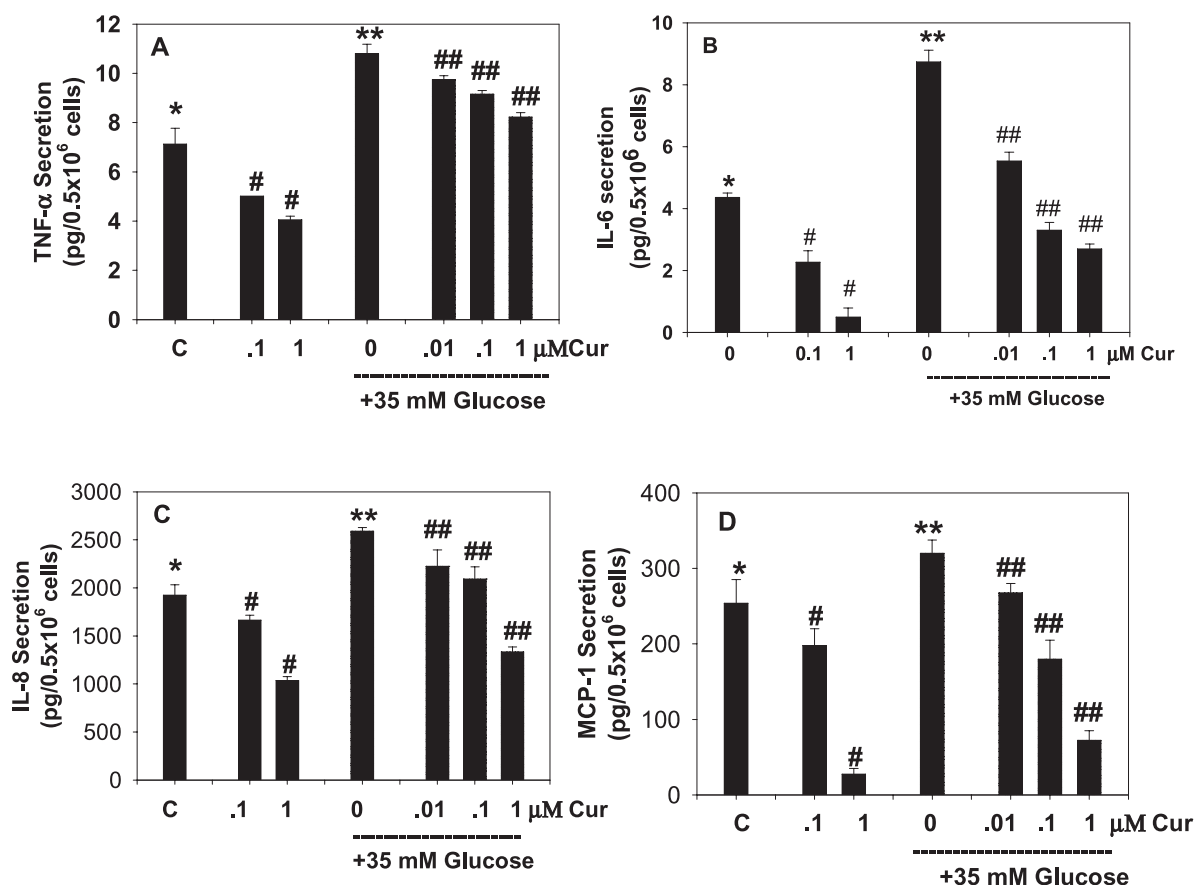 A
TNF-α Secretion
(pg/0.5x10⁶ cells)
12
10
8
6
4
2
0
* # # ** ## ## ##
C .1 1 0 .01 .1 1 μMCur
+35 mM Glucose
B
IL-6 secretion
(pg/0.5x10⁶ cells)
10
8
6
4
2
0
* # # ** ## ## ##
0 0.1 1 0 .01 .1 1 μM Cur
+35 mM Glucose
C
IL-8 Secretion
(pg/0.5x10⁶ cells)
3000
2500
2000
1500
1000
500
0
* # # ** ## ## ##
C .1 1 0 .01 .1 1 μM Cur
+35 mM Glucose
D
MCP-1 Secretion
(pg/0.5x10⁶ cells)
400
300
200
100
0
* # # ** ## ## ##
C .1 1 0 .01 .1 1 μM Cur
+35 mM Glucose